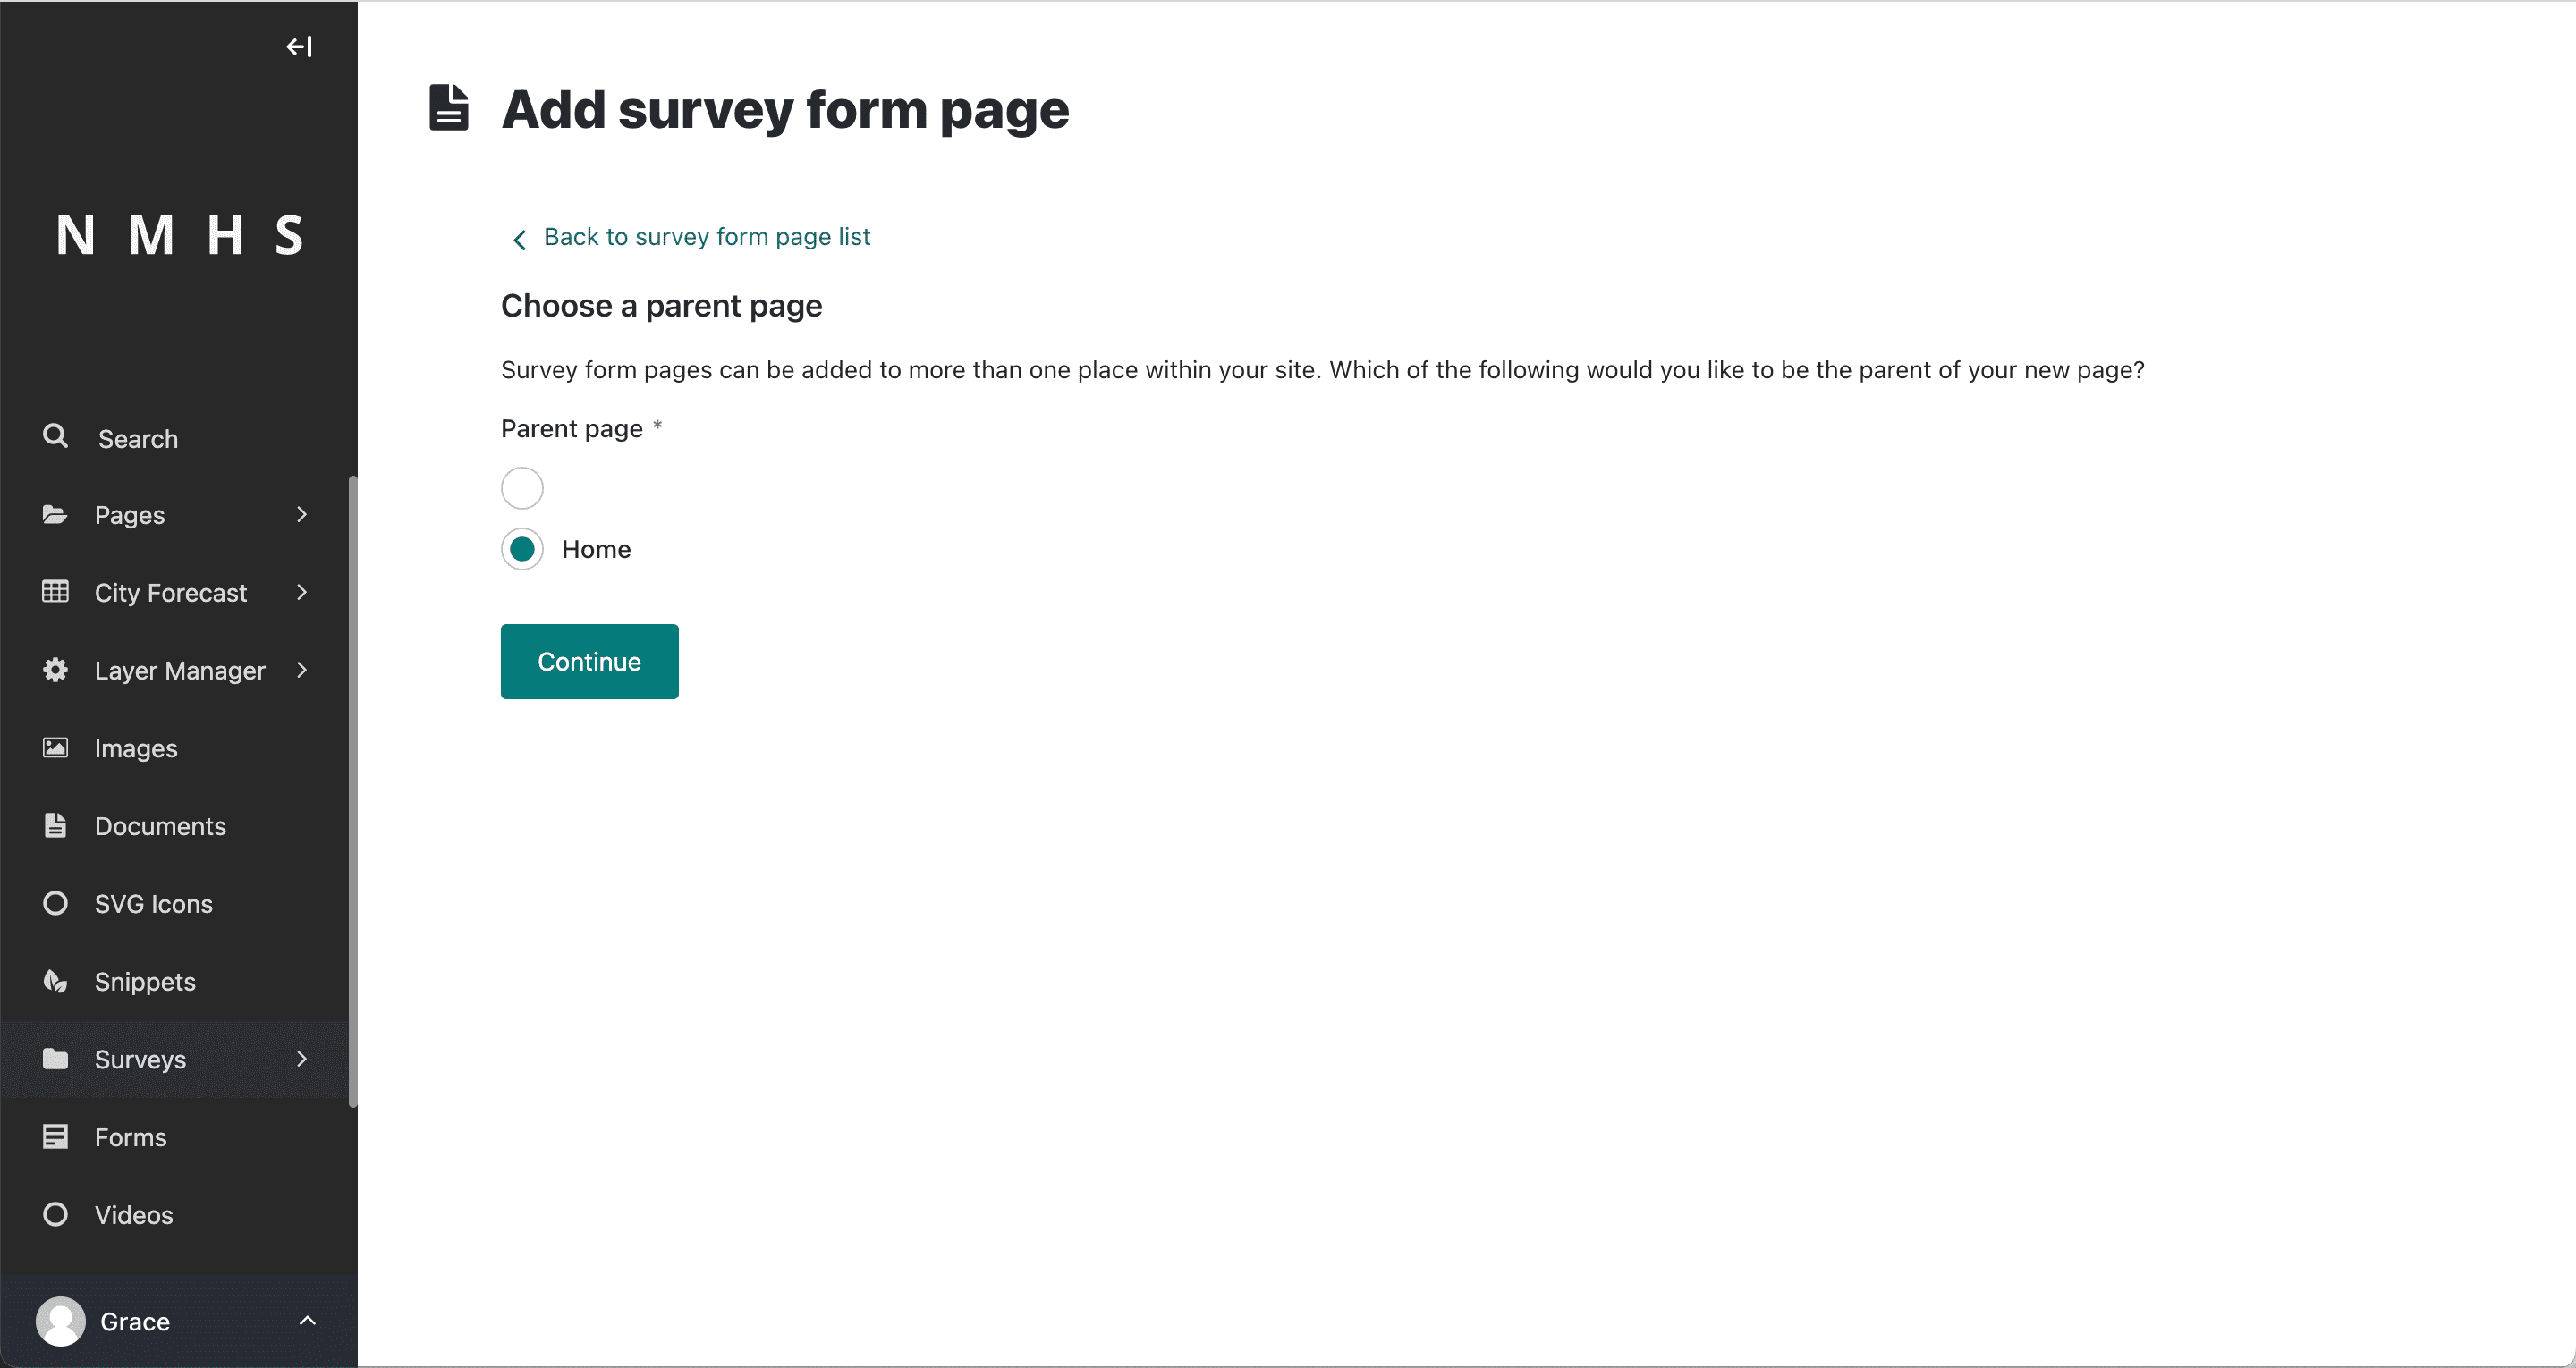 N M H S
Search
Pages
City Forecast
Layer Manager
Images
Documents
SVG Icons
Snippets
Surveys
Forms
Videos
Grace
Add survey form page
Back to survey form page list
Choose a parent page
Survey form pages can be added to more than one place within your site. Which of the following would you like to be the parent of your new page?
Parent page *
Home
Continue